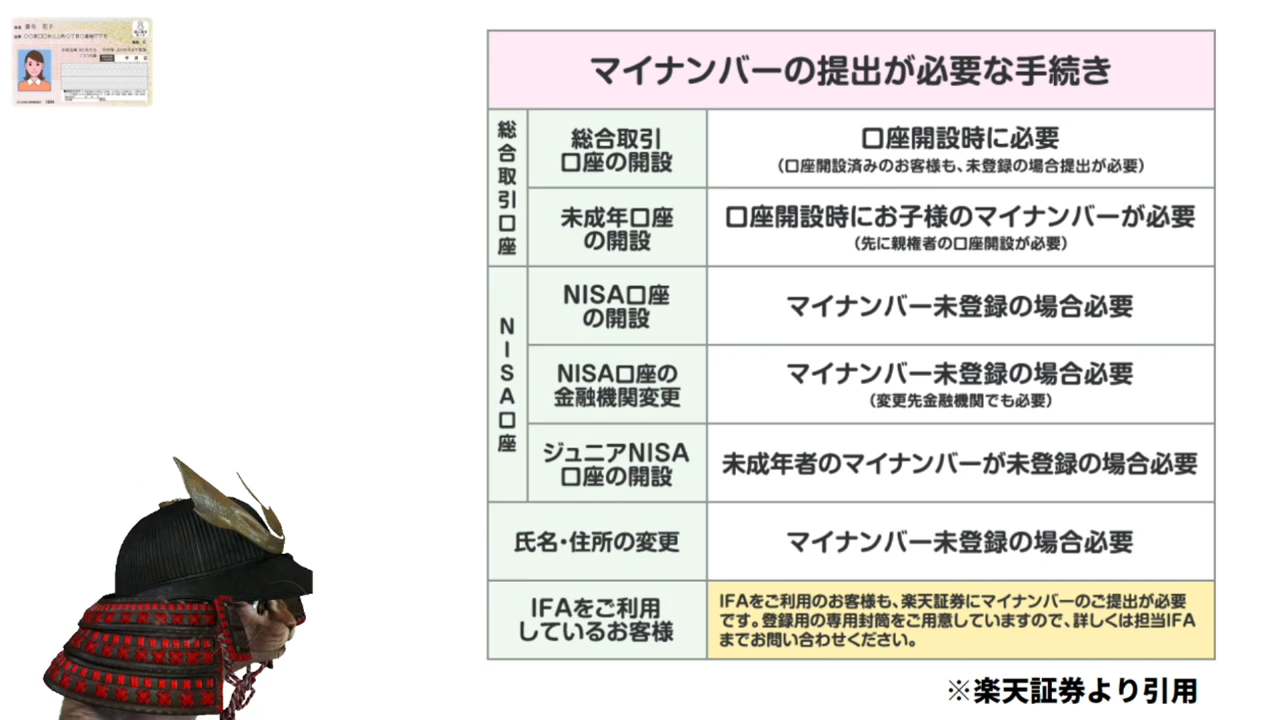 氏名 番号 花子
マイナンバーの提出が必要な手続き
総合取引口座
総合取引
口座の開設
口座開設時に必要
(口座開設済みのお客様も、未登録の場合提出が必要)
未成年口座
の開設
口座開設時にお子様のマイナンバーが必要
(先に親権者の口座開設が必要)
NISA口座
NISA口座
の開設
マイナンバー未登録の場合必要
NISA口座の
金融機関変更
マイナンバー未登録の場合必要
(変更先金融機関でも必要)
ジュニアNISA
口座の開設
未成年者のマイナンバーが未登録の場合必要
氏名・住所の変更
マイナンバー未登録の場合必要
IFAをご利用
しているお客様
IFAをご利用のお客様も、楽天証券にマイナンバーのご提出が必要
です。登録用の専用封筒をご用意していますので、詳しくは担当IFA
までお問い合わせください。
※楽天証券より引用